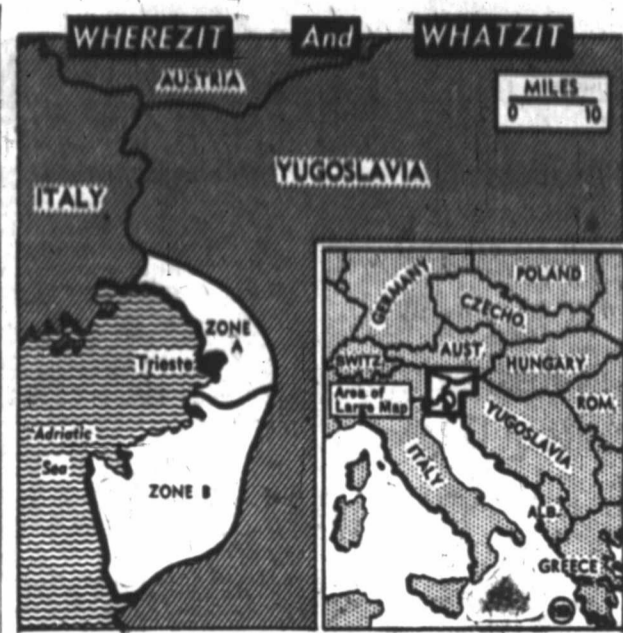 WHEREZIT And WHATZIT
AUSTRIA
MILES
0 10
YUGOSLAVIA
ITALY
ZONE
A
Trieste
Adriatic
Sea
ZONE B
GERMANY
POLAND
CZECHO.
SWITZ.
AUST.
HUNGARY
Area of
Large Map
ROM.
YUGOSLAVIA
ITALY
ALB.
GREECE